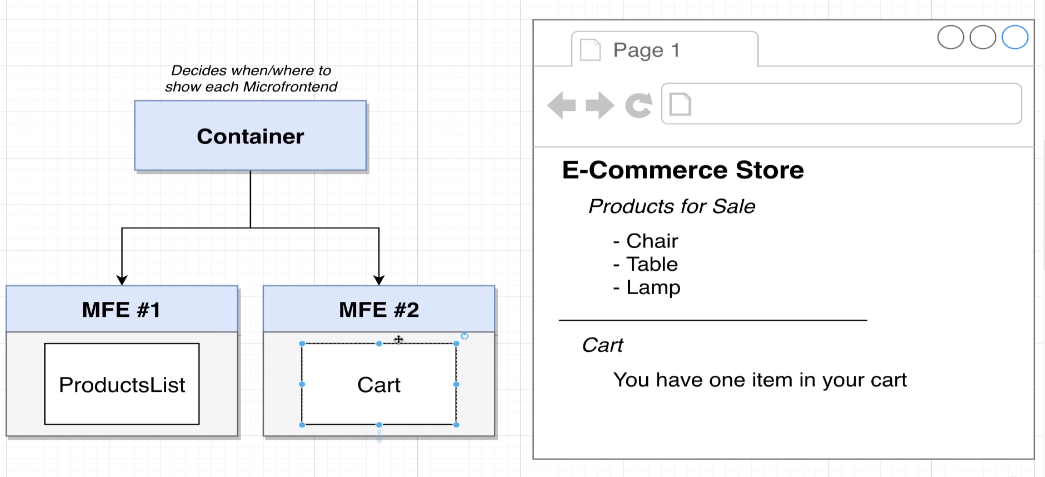 Decides when/where to
show each Microfrontend
Container
MFE #1
ProductsList
MFE #2
Cart
Page 1
E-Commerce Store
Products for Sale
- Chair
- Table
- Lamp
Cart
You have one item in your cart